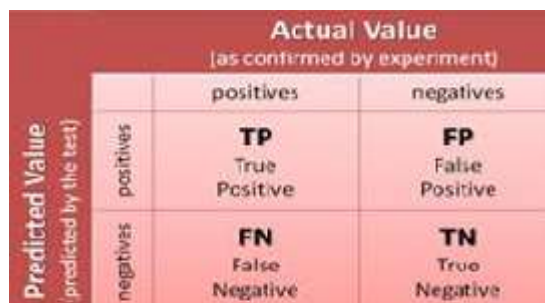 Actual Value
(as confirmed by experiment)
positives negatives
Predicted Value
(predicted by the test)
positives
TP FP
True False
Positive Positive
negatives
FN TN
False True
Negative Negative